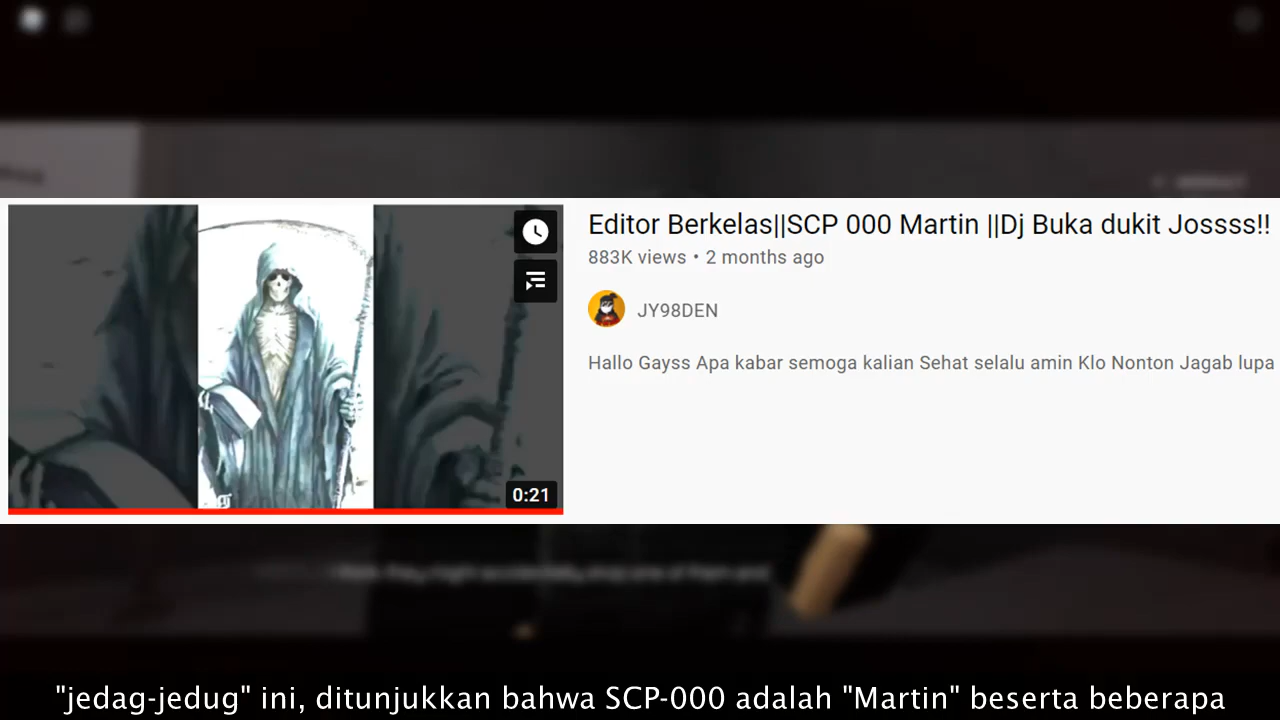 Editor Berkelas||SCP 000 Martin ||Dj Buka dukit Jossss!!
883K views • 2 months ago
JY98DEN
Hallo Gayss Apa kabar semoga kalian Sehat selalu amin Klo Nonton Jagab lupa
0:21
"jedag-jedug" ini, ditunjukkan bahwa SCP-000 adalah "Martin" beserta beberapa